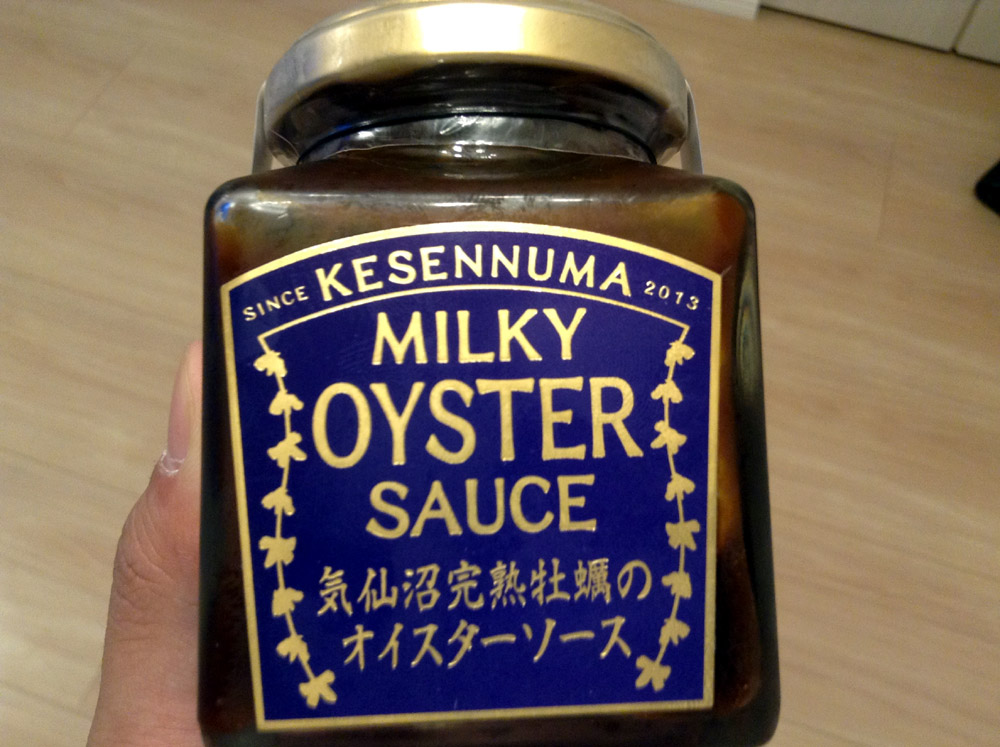 SINCE KESENNUMA 2013
MILKY
OYSTER
SAUCE
気仙沼完熟牡蠣の
オイスターソース